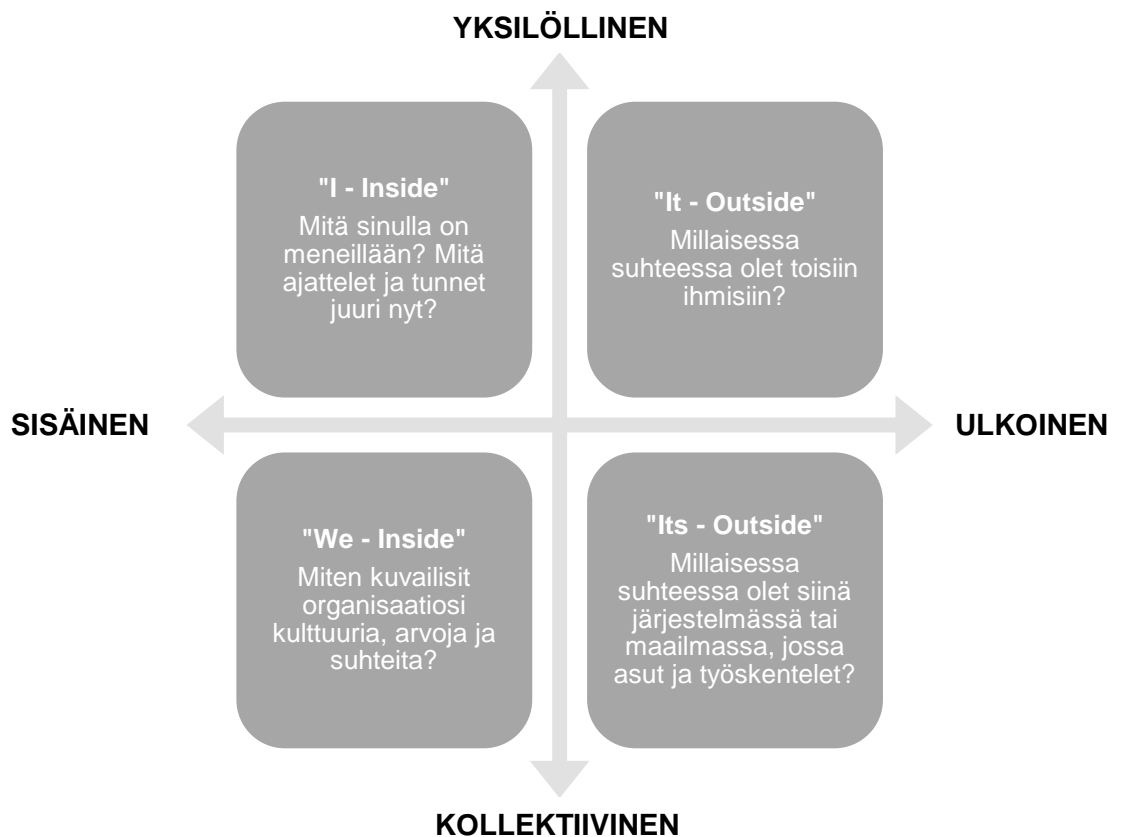 YKSILÖLLINEN
"I - Inside"
Mitä sinulla on
meneillään? Mitä
ajattelet ja tunnet
juuri nyt?
"It - Outside"
Millaisessa
suhteessa olet toisiin
ihmisiin?
SISÄINEN
ULKOINEN
"We - Inside"
Miten kuvailisit
organisaatiosi
kulttuuria, arvoja ja
suhteita?
"Its - Outside"
Millaisessa
suhteessa olet siinä
järjestelmässä tai
maailmassa, jossa
asut ja työskentelet?
KOLLEKTIIVINEN